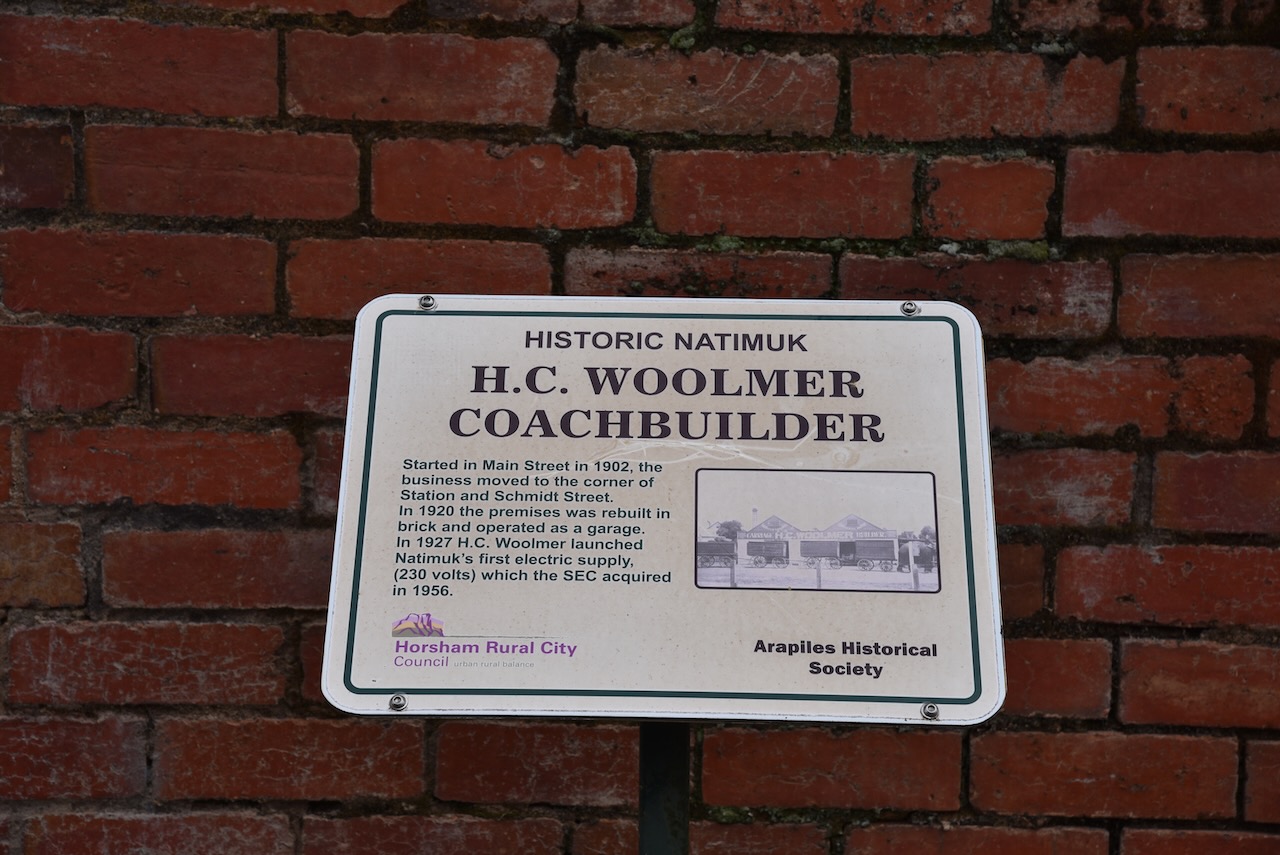 HISTORIC NATIMUK
H.C. WOOLMER
COACHBUILDER
Started in Main Street in 1902, the
business moved to the corner of
Station and Schmidt Street.
In 1920 the premises was rebuilt in
brick and operated as a garage.
In 1927 H.C. Woolmer launched
Natimuk's first electric supply,
(230 volts) which the SEC acquired
in 1956.
H.C. WOOLMER
Horsham Rural City
Council urban rural balance
Arapiles Historical
Society